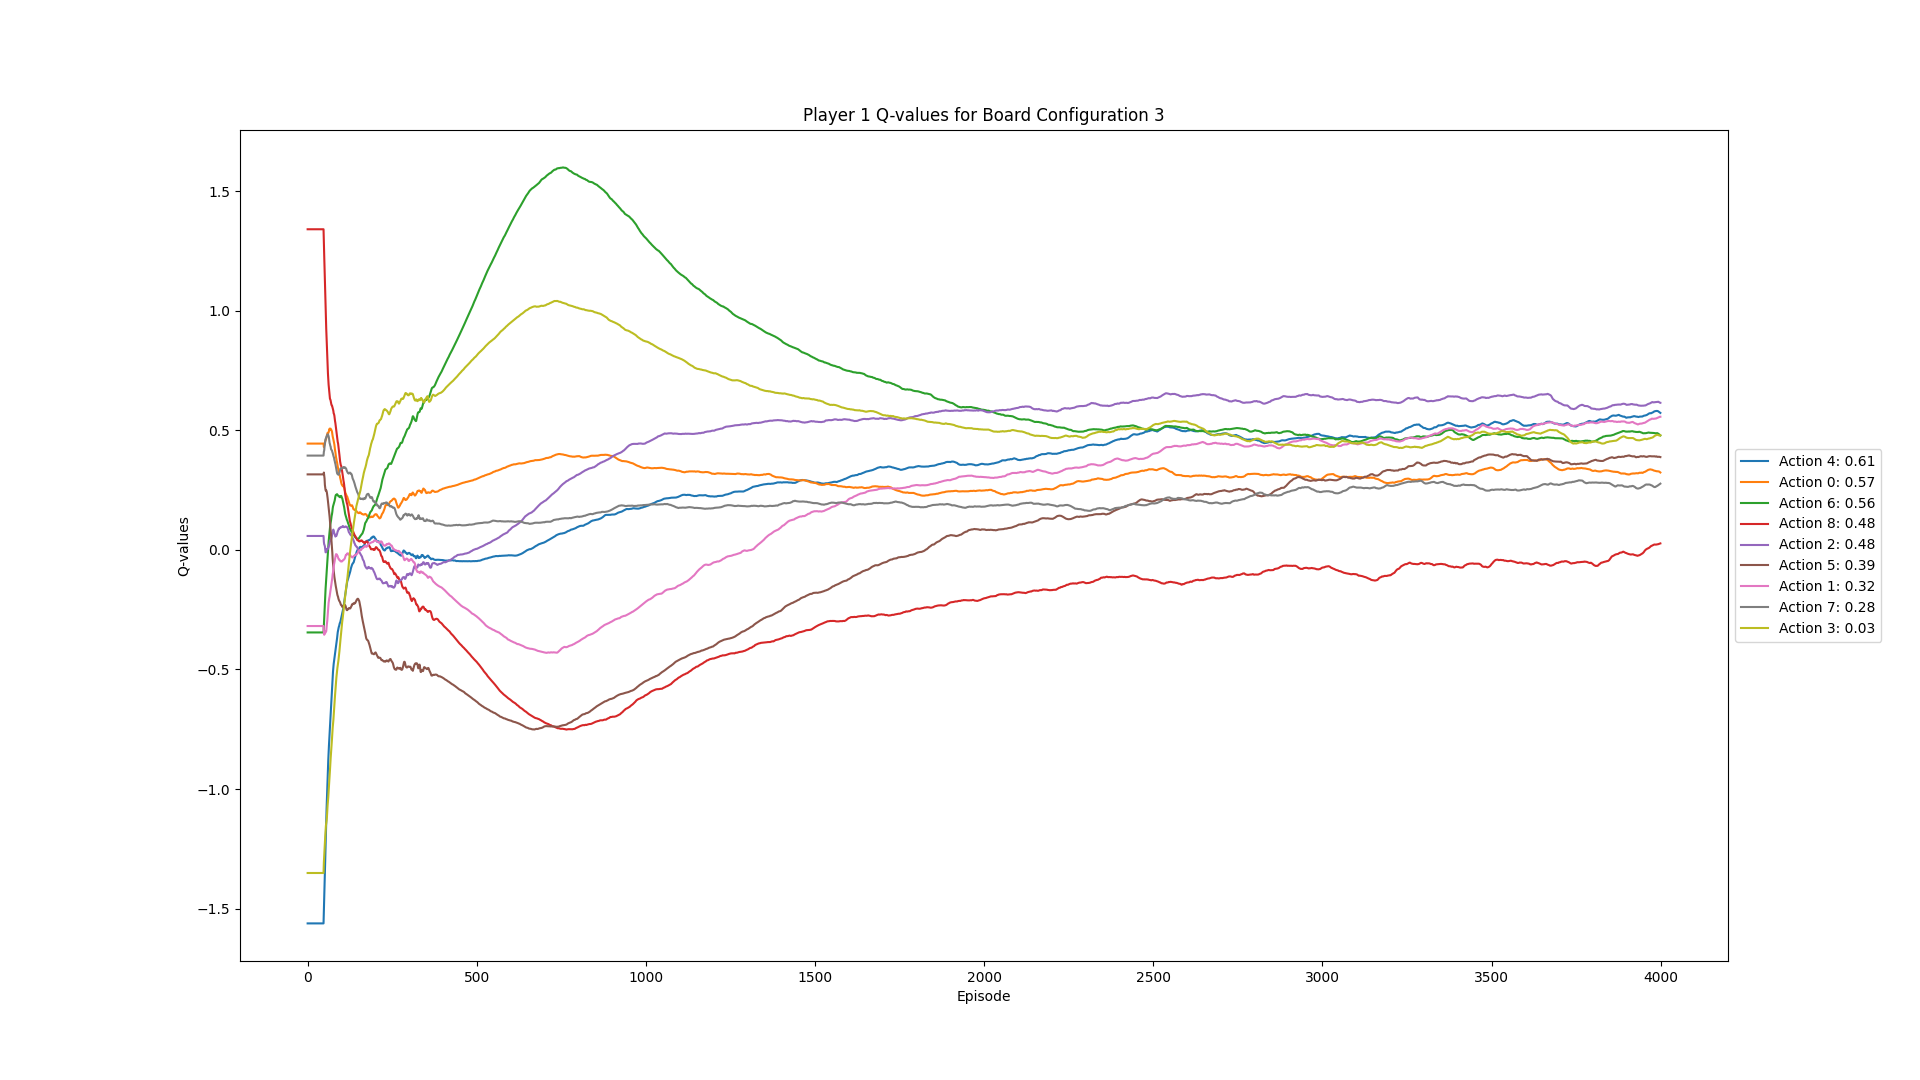 Player 1 Q-values for Board Configuration 3
1.5
1.0
0.5
0.0
−0.5
−1.0
−1.5
Q-values
0 500 1000 1500 2000 2500 3000 3500 4000
Episode
Action 4: 0.61
Action 0: 0.57
Action 6: 0.56
Action 8: 0.48
Action 2: 0.48
Action 5: 0.39
Action 1: 0.32
Action 7: 0.28
Action 3: 0.03